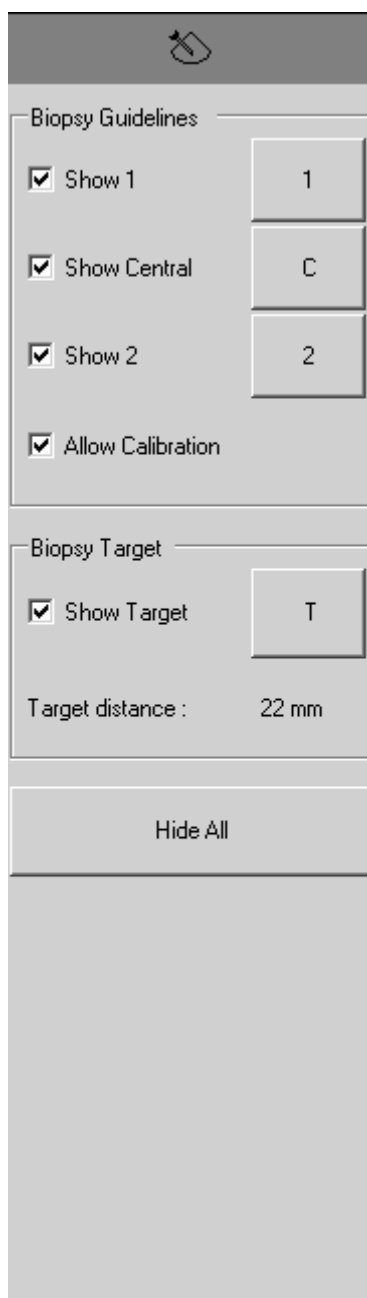 Biopsy Guidelines
Show 1 1
Show Central C
Show 2 2
Allow Calibration
Biopsy Target
Show Target T
Target distance : 22 mm
Hide All